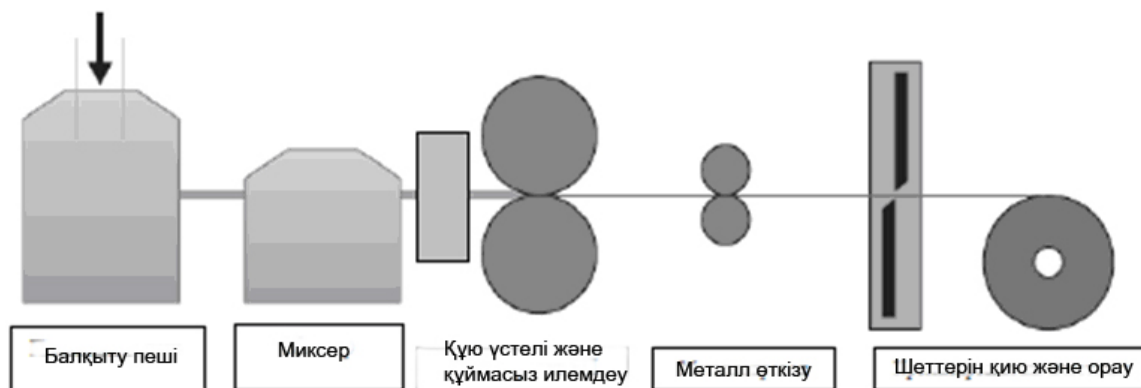 Балқыту пеші
Миксер
Құю үстелі және
құймасыз илемдеу
Металл өткізу
Шеттерін қию және орау